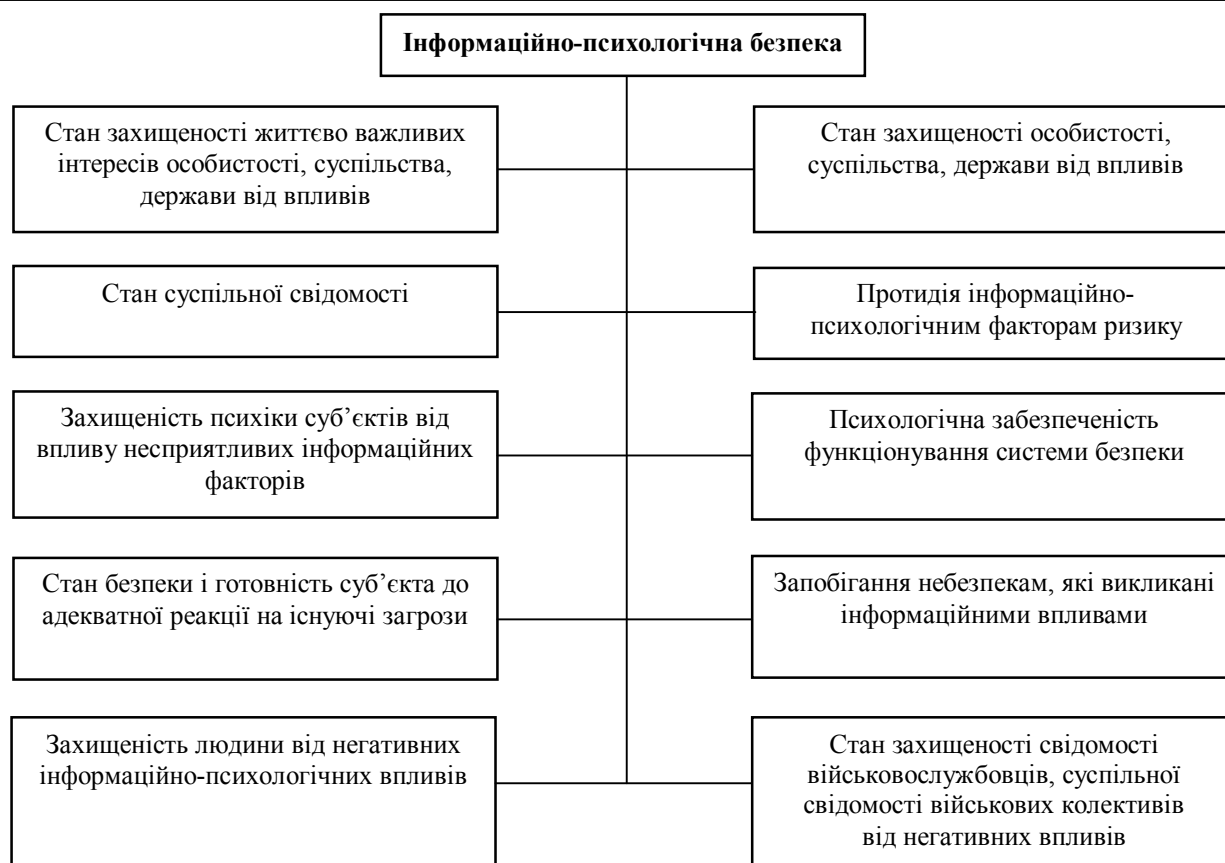 Інформаційно-психологічна безпека
Стан захищеності життєво важливих
інтересів особистості, суспільства,
держави від впливів
Стан захищеності особистості,
суспільства, держави від впливів
Стан суспільної свідомості
Протидія інформаційно-
психологічним факторам ризику
Захищеність психіки суб’єктів від
впливу несприятливих інформаційних
факторів
Психологічна забезпеченість
функціонування системи безпеки
Стан безпеки і готовність суб’єкта до
адекватної реакції на існуючі загрози
Запобігання небезпекам, які викликані
інформаційними впливами
Захищеність людини від негативних
інформаційно-психологічних впливів
Стан захищеності свідомості
військовослужбовців, суспільної
свідомості військових колективів
від негативних впливів